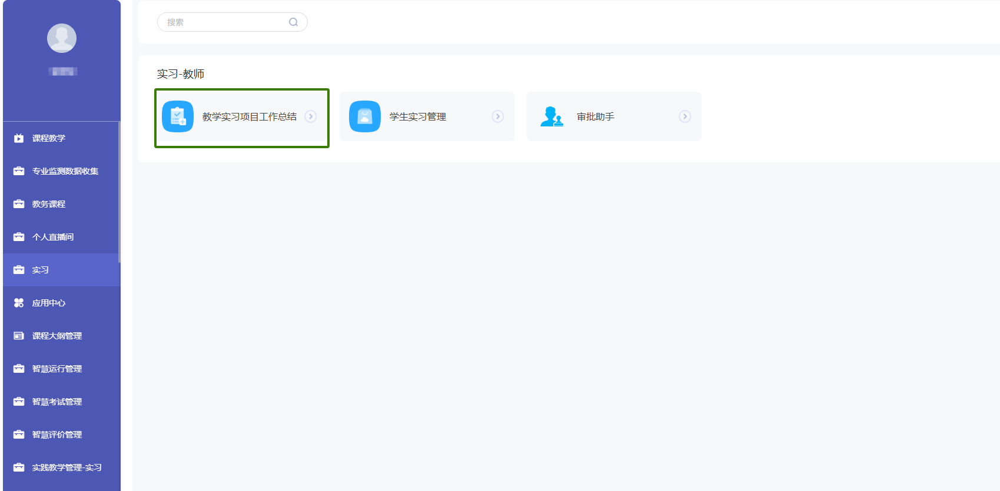 搜索
实习-教师
教学实习项目工作总结
学生实习管理
审批助手
课程教学
专业监测数据收集
教务课程
个人直播间
实习
应用中心
课程大纲管理
智慧运行管理
智慧考试管理
智慧评价管理
实践教学管理-实习